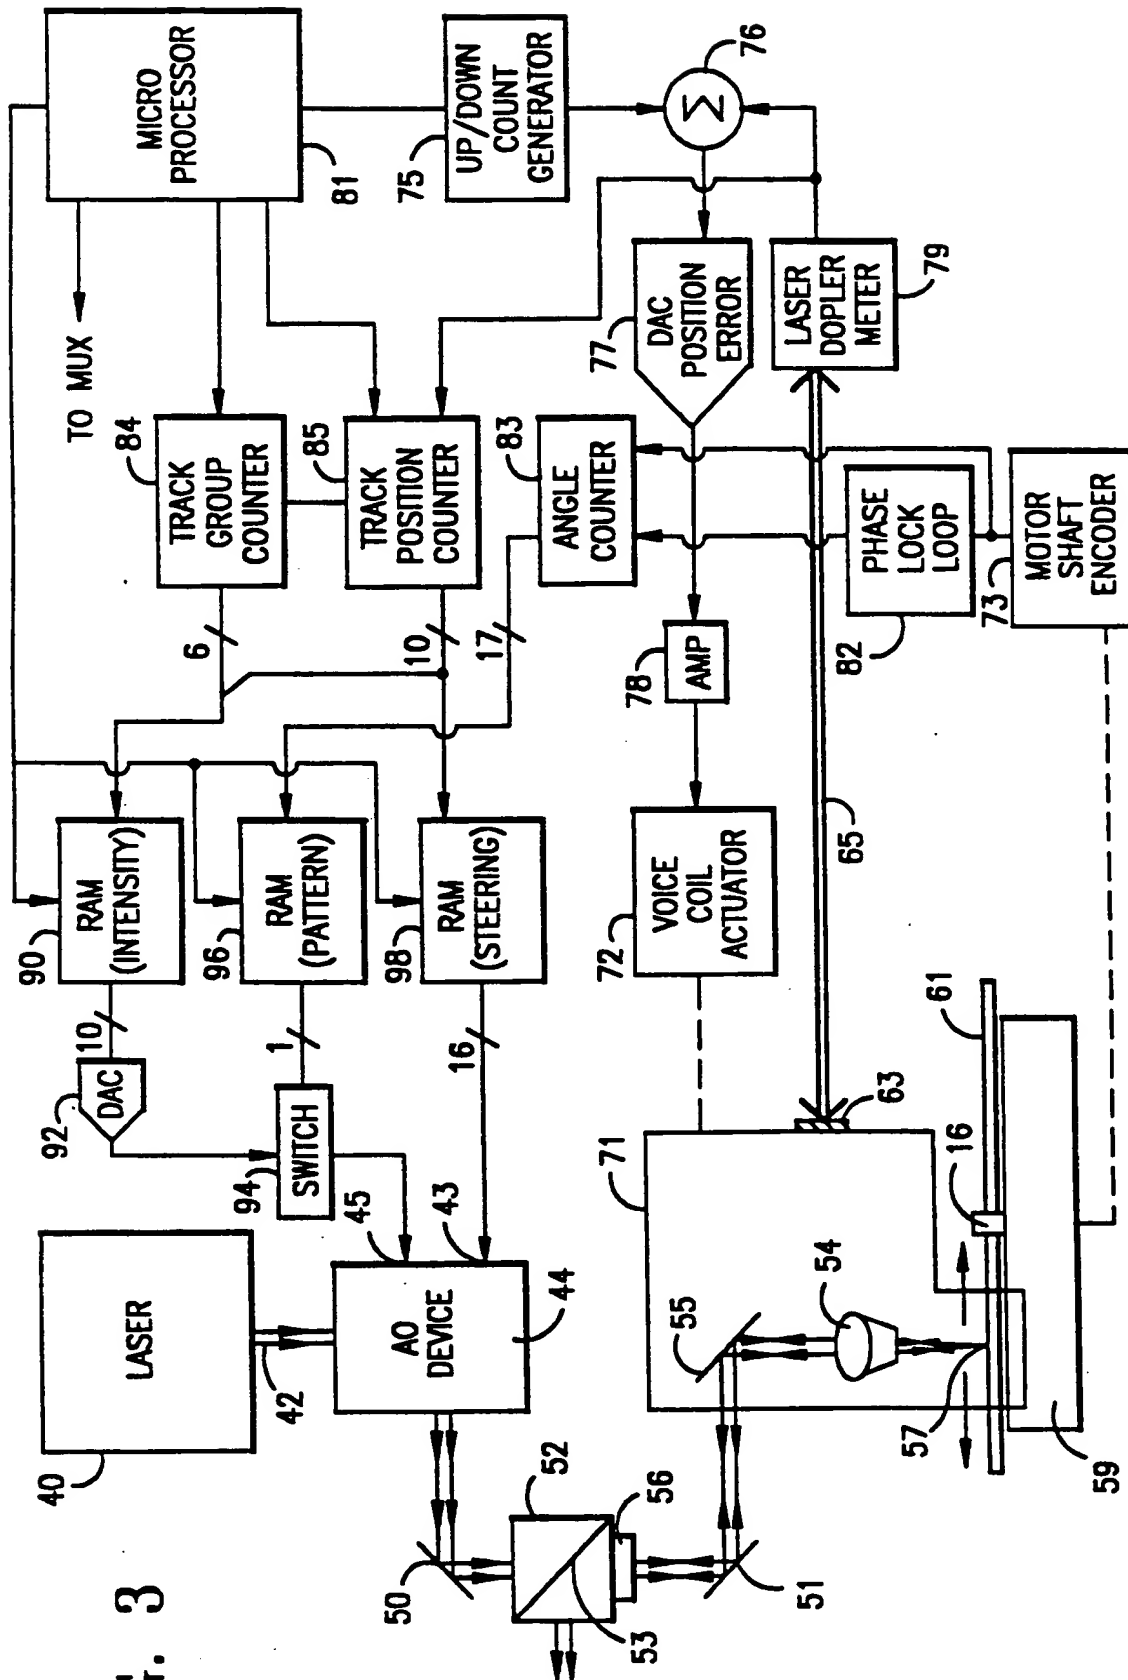 MICRO
PROCESSOR
81
UP/DOWN
COUNT
GENERATOR
75
76
Σ
TO MUX
TRACK
GROUP
COUNTER
84
TRACK
POSITION
COUNTER
85
ANGLE
COUNTER
83
DAC
POSITION
ERROR
77
LASER
DOPLER
METER
79
PHASE
LOCK
LOOP
82
MOTOR
SHAFT
ENCODER
73
6
10
17
AMP
78
RAM
(INTENSITY)
90
RAM
(PATTERN)
96
RAM
(STEERING)
98
VOICE
COIL
ACTUATOR
72
65
10
1
16
DAC
92
SWITCH
94
LASER
40
42
AO
DEVICE
44
45
43
71
63
61
16
54
55
57
59
50
52
53
56
51
3